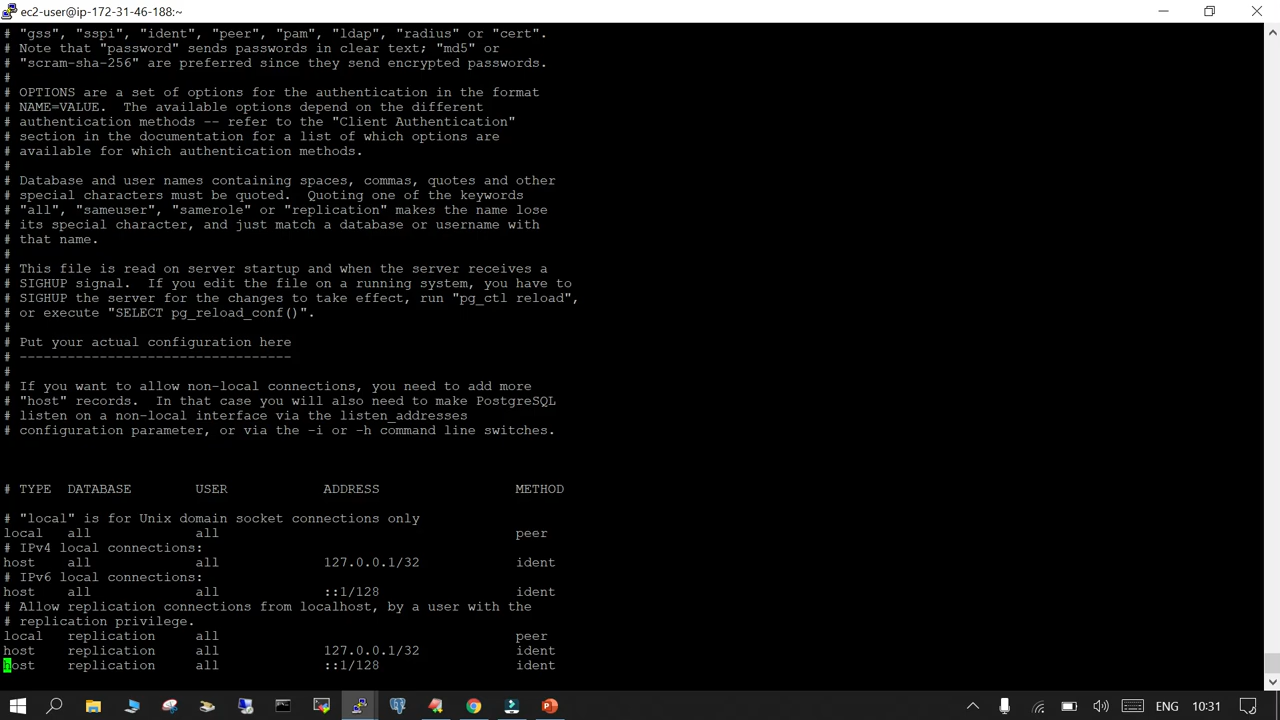 ec2-user@ip-172-31-46-188:~
# "gss", "sspi", "ident", "peer", "pam", "ldap", "radius" or "cert".
# Note that "password" sends passwords in clear text; "md5" or
# "scram-sha-256" are preferred since they send encrypted passwords.
#
# OPTIONS are a set of options for the authentication in the format
# NAME=VALUE.  The available options depend on the different
# authentication methods -- refer to the "Client Authentication"
# section in the documentation for a list of which options are
# available for which authentication methods.
#
# Database and user names containing spaces, commas, quotes and other
# special characters must be quoted.  Quoting one of the keywords
# "all", "sameuser", "samerole" or "replication" makes the name lose
# its special character, and just match a database or username with
# that name.
#
# This file is read on server startup and when the server receives a
# SIGHUP signal.  If you edit the file on a running system, you have to
# SIGHUP the server for the changes to take effect, run "pg_ctl reload",
# or execute "SELECT pg_reload_conf()".
#
# Put your actual configuration here
# ----------------------------------
#
# If you want to allow non-local connections, you need to add more
# "host" records.  In that case you will also need to make PostgreSQL
# listen on a non-local interface via the listen_addresses
# configuration parameter, or via the -i or -h command line switches.
# TYPE  DATABASE        USER            ADDRESS                 METHOD
# "local" is for Unix domain socket connections only
local   all             all                                     peer
# IPv4 local connections:
host    all             all             127.0.0.1/32            ident
# IPv6 local connections:
host    all             all             ::1/128                 ident
# Allow replication connections from localhost, by a user with the
# replication privilege.
local   replication     all                                     peer
host    replication     all             127.0.0.1/32            ident
host    replication     all             ::1/128                 ident
ENG 10:31